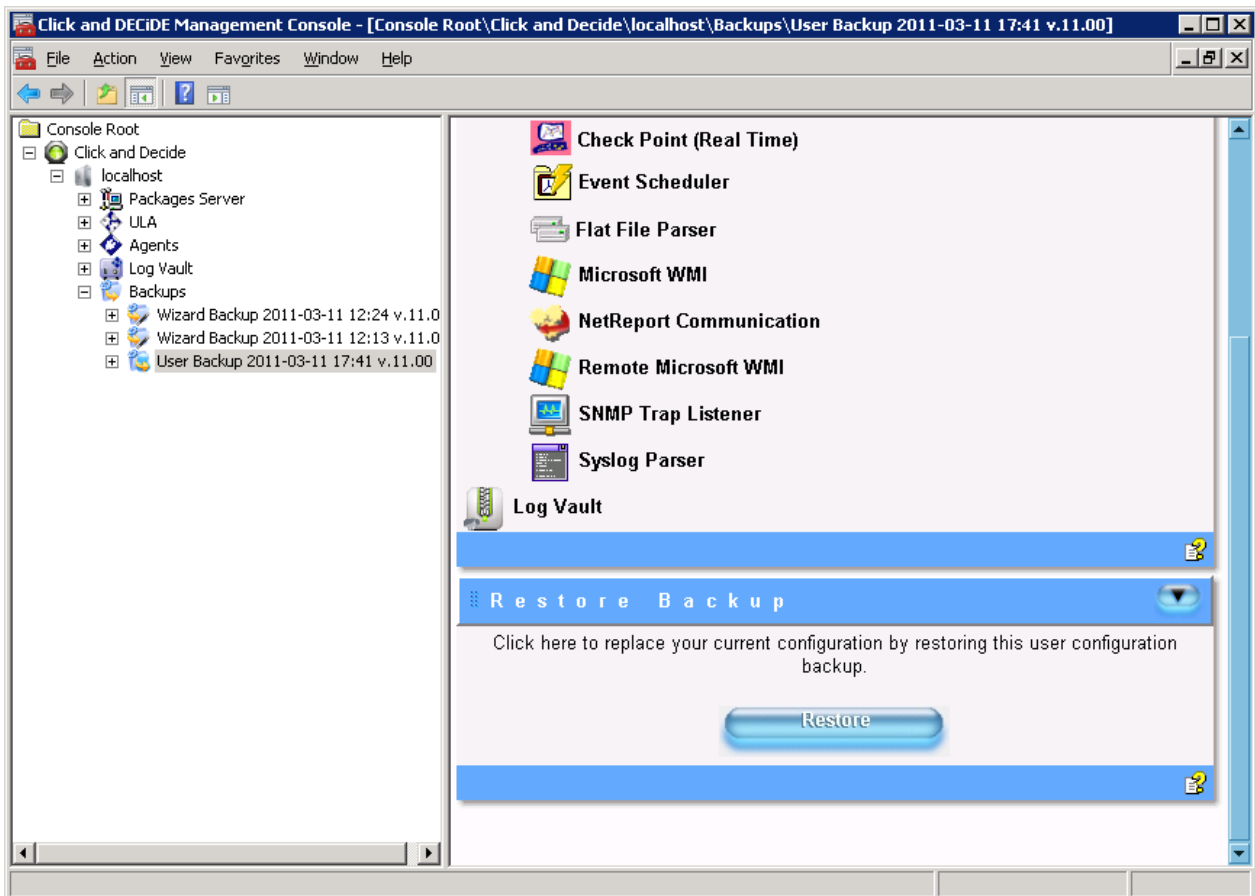 Click and DECiDE Management Console - [Console Root\Click and Decide\localhost\Backups\User Backup 2011-03-11 17:41 v.11.00]
File Action View Favorites Window Help
Console Root
Click and Decide
localhost
Packages Server
ULA
Agents
Log Vault
Backups
Wizard Backup 2011-03-11 12:24 v.11.0
Wizard Backup 2011-03-11 12:13 v.11.0
User Backup 2011-03-11 17:41 v.11.00
Check Point (Real Time)
Event Scheduler
Flat File Parser
Microsoft WMI
NetReport Communication
Remote Microsoft WMI
SNMP Trap Listener
Syslog Parser
Log Vault
Restore Backup
Click here to replace your current configuration by restoring this user configuration
backup.
Restore